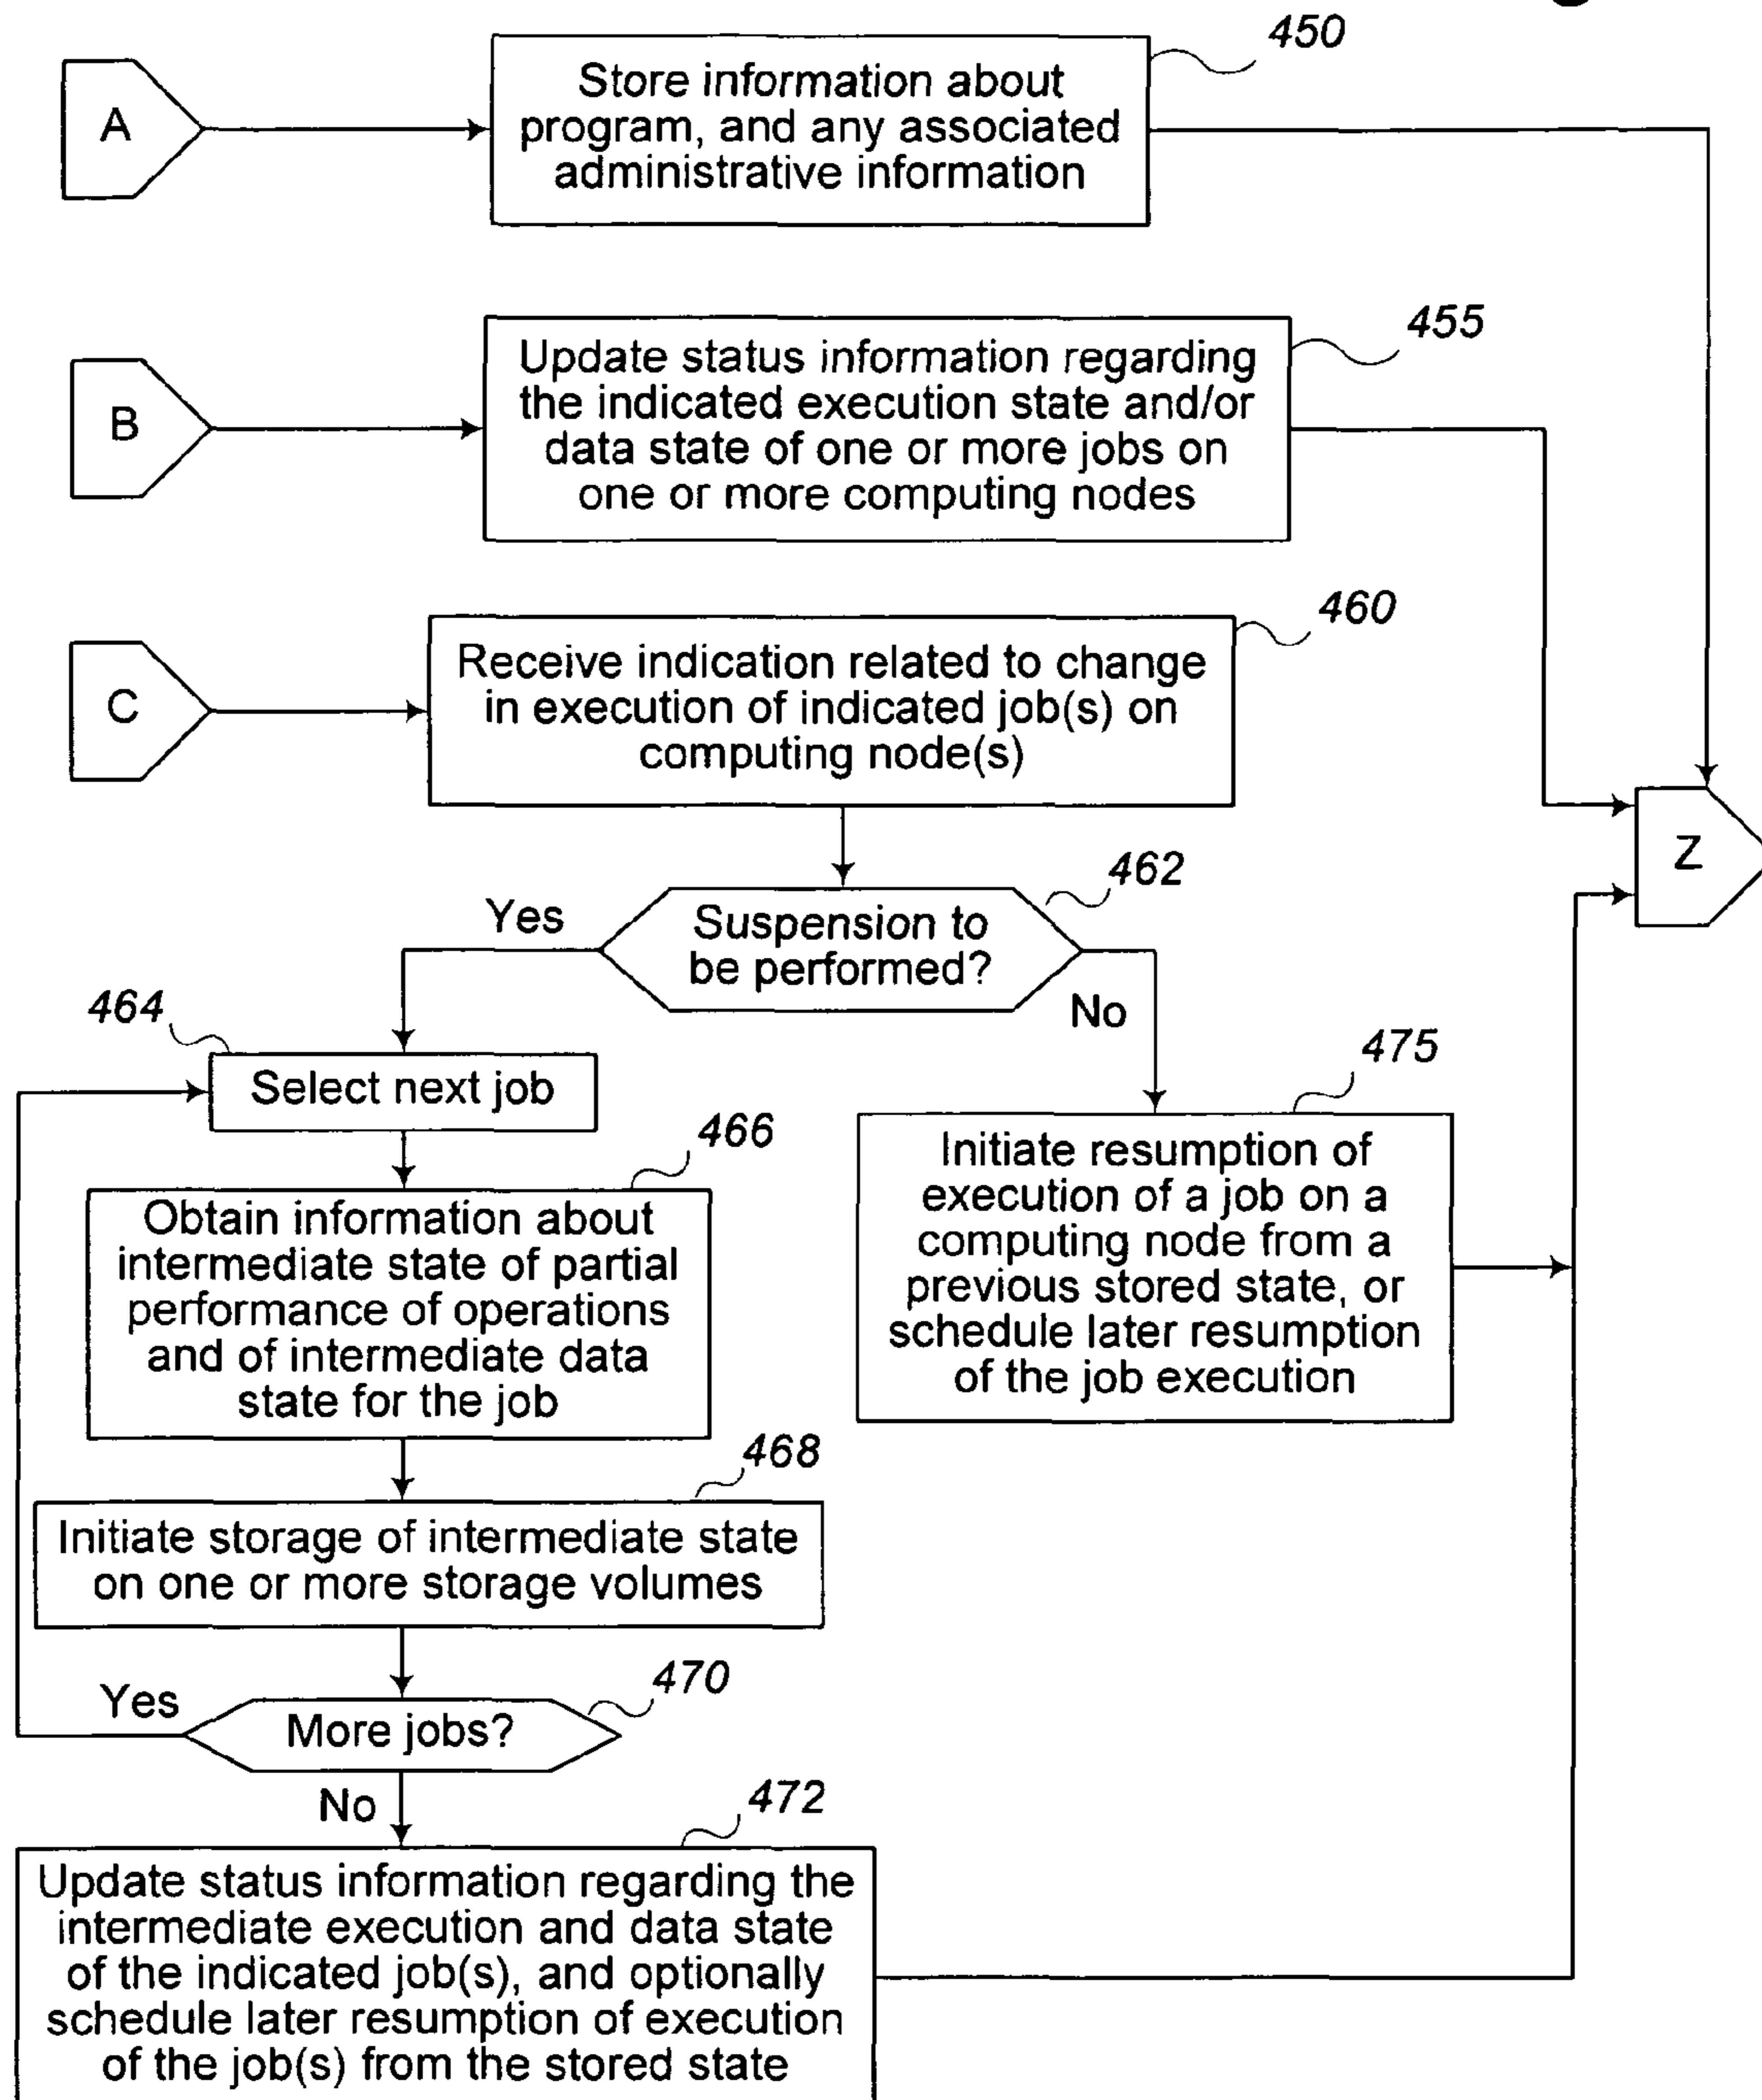 450
A
Store information about
program, and any associated
administrative information
455
B
Update status information regarding
the indicated execution state and/or
data state of one or more jobs on
one or more computing nodes
460
C
Receive indication related to change
in execution of indicated job(s) on
computing node(s)
Z
462
Yes
Suspension to
be performed?
No
464
Select next job
475
466
Initiate resumption of
execution of a job on a
computing node from a
previous stored state, or
schedule later resumption
of the job execution
Obtain information about
intermediate state of partial
performance of operations
and of intermediate data
state for the job
468
Initiate storage of intermediate state
on one or more storage volumes
470
Yes
More jobs?
No
472
Update status information regarding the
intermediate execution and data state
of the indicated job(s), and optionally
schedule later resumption of execution
of the job(s) from the stored state